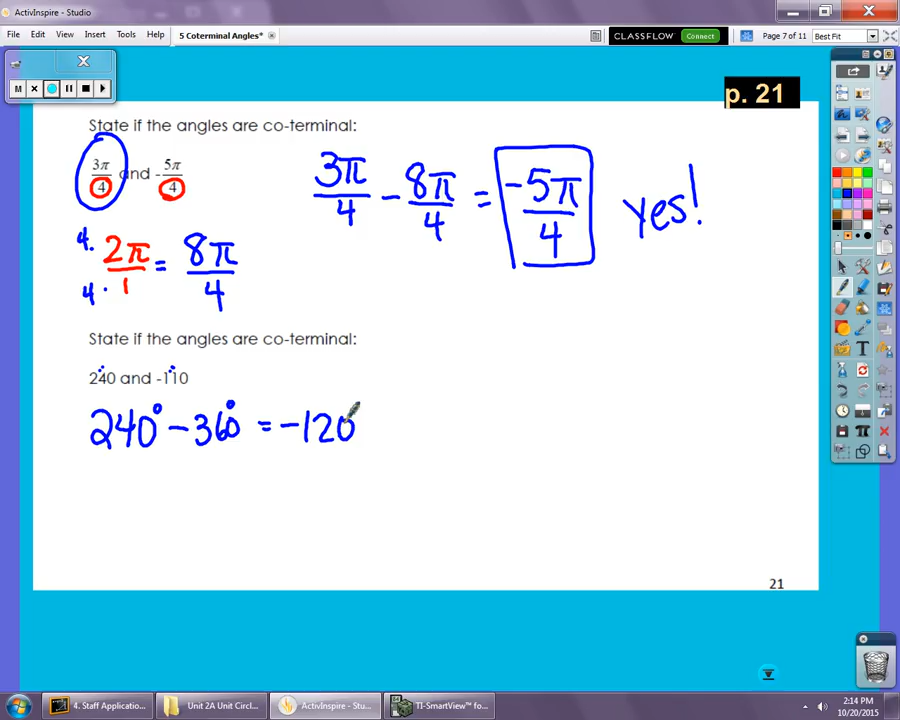 ActivInspire - Studio
File Edit View Insert Tools Help
5 Coterminal Angles*
CLASSFLOW Connect
Page 7 of 11
Best Fit
M
p. 21
State if the angles are co-terminal:
3π/4 and -5π/4
3π/4 - 8π/4 = -5π/4 yes!
4· 2π/1 = 8π/4
4·
State if the angles are co-terminal:
240 and -110
240° - 360° = -120
21
4. Staff Applicatio...
Unit 2A Unit Circl...
ActivInspire - Stu...
TI-SmartView™ fo...
2:14 PM
10/20/2015